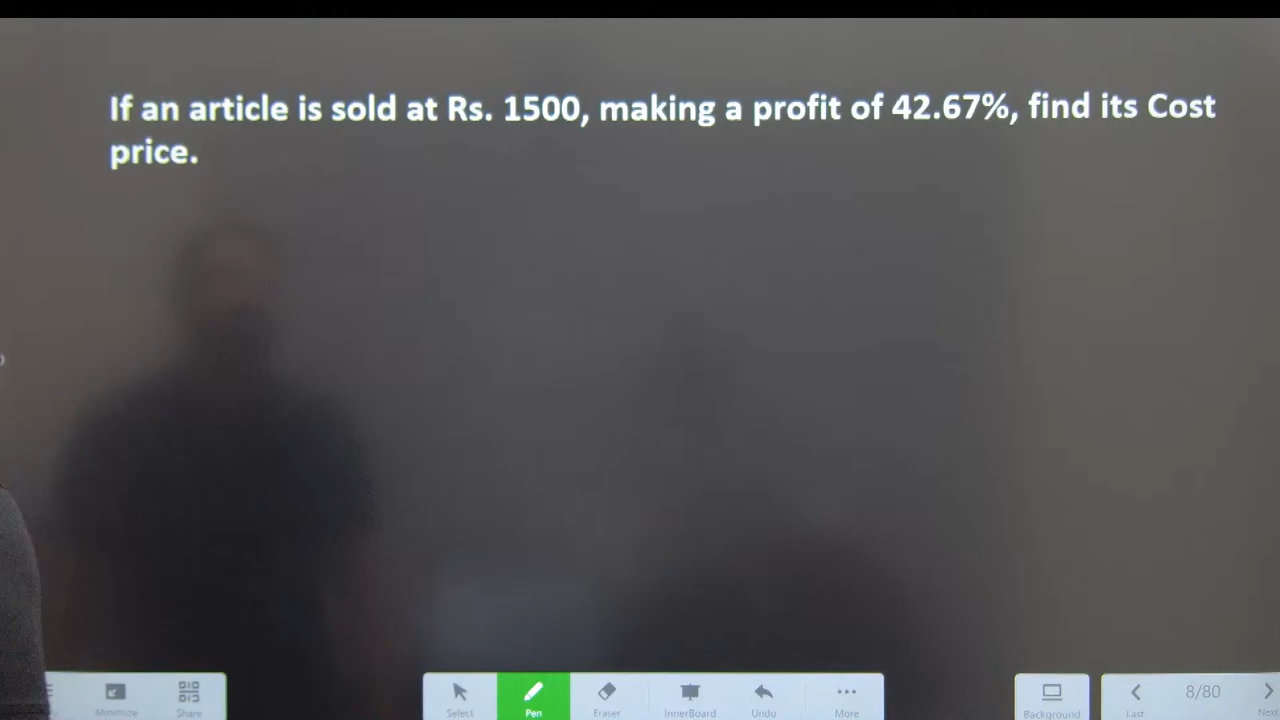 If an article is sold at Rs. 1500, making a profit of 42.67%, find its Cost
price.
Minimize
Share
Select
Pen
Eraser
InnerBoard
Undo
More
Background
Last
8/80
Next